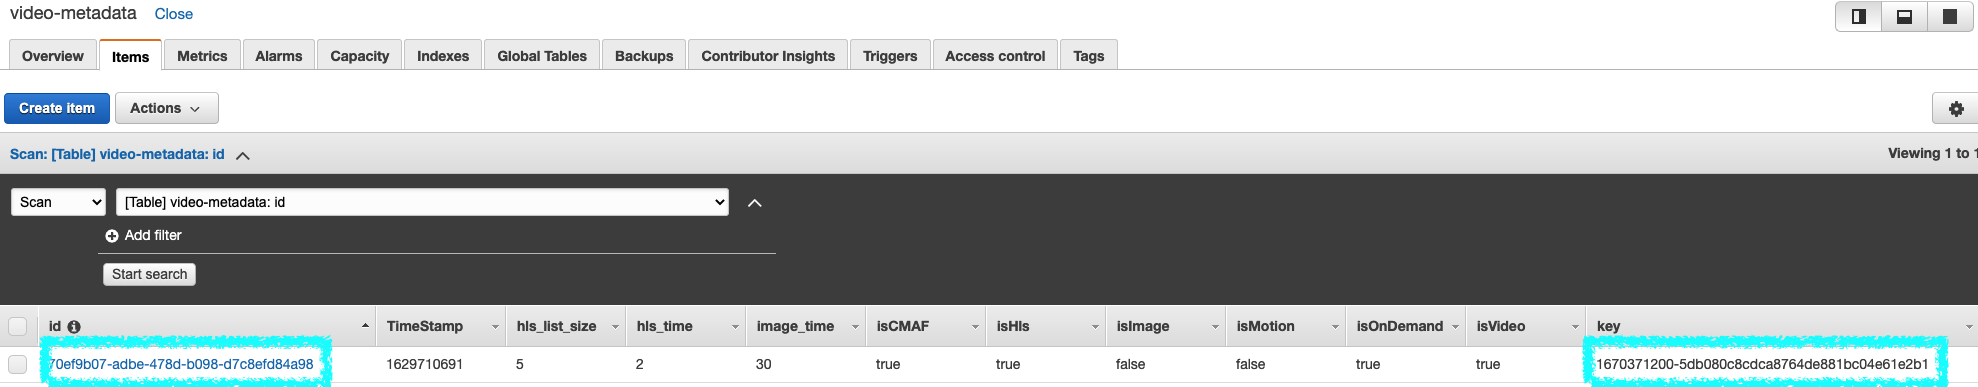 video-metadata Close
Overview Items Metrics Alarms Capacity Indexes Global Tables Backups Contributor Insights Triggers Access control Tags
Create item Actions
Scan: [Table] video-metadata: id
Viewing 1 to 1
Scan [Table] video-metadata: id
Add filter
Start search
id TimeStamp hls_list_size hls_time image_time isCMAF isHls isImage isMotion isOnDemand isVideo key
70ef9b07-adbe-478d-b098-d7c8efd84a98 1629710691 5 2 30 true true false false true true 1670371200-5db080c8cdca8764de881bc04e61e2b1